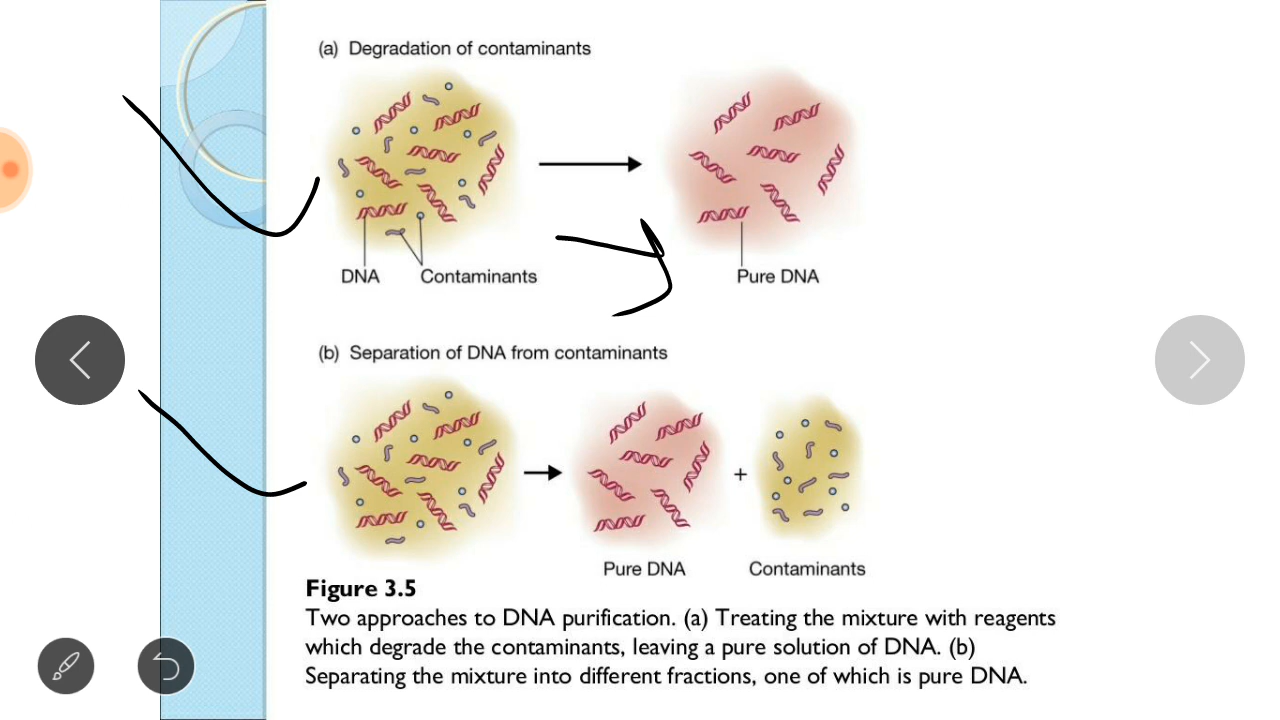 (a) Degradation of contaminants
DNA
Contaminants
Pure DNA
(b) Separation of DNA from contaminants
+
Pure DNA
Contaminants
Figure 3.5
Two approaches to DNA purification. (a) Treating the mixture with reagents
which degrade the contaminants, leaving a pure solution of DNA. (b)
Separating the mixture into different fractions, one of which is pure DNA.